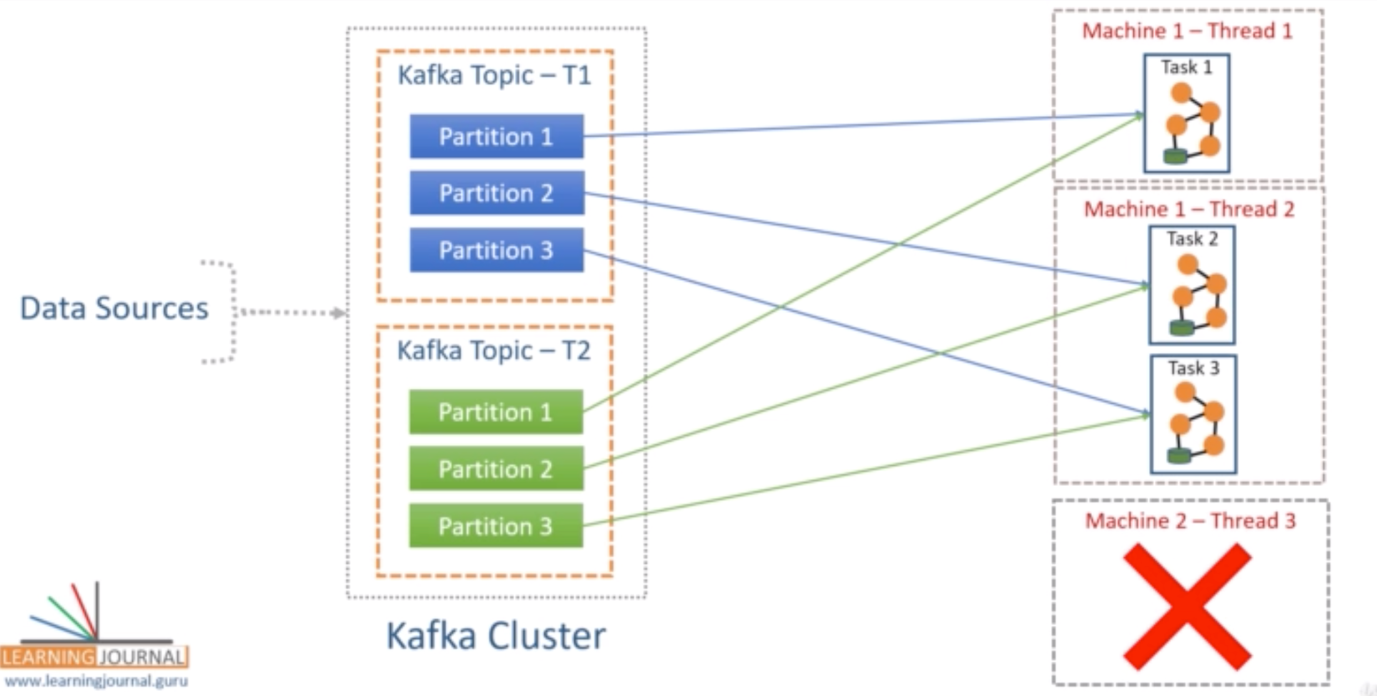 Data Sources
Kafka Topic – T1
Partition 1
Partition 2
Partition 3
Kafka Topic – T2
Partition 1
Partition 2
Partition 3
Kafka Cluster
Machine 1 – Thread 1
Task 1
Machine 1 – Thread 2
Task 2
Task 3
Machine 2 – Thread 3
LEARNING JOURNAL
www.learningjournal.guru